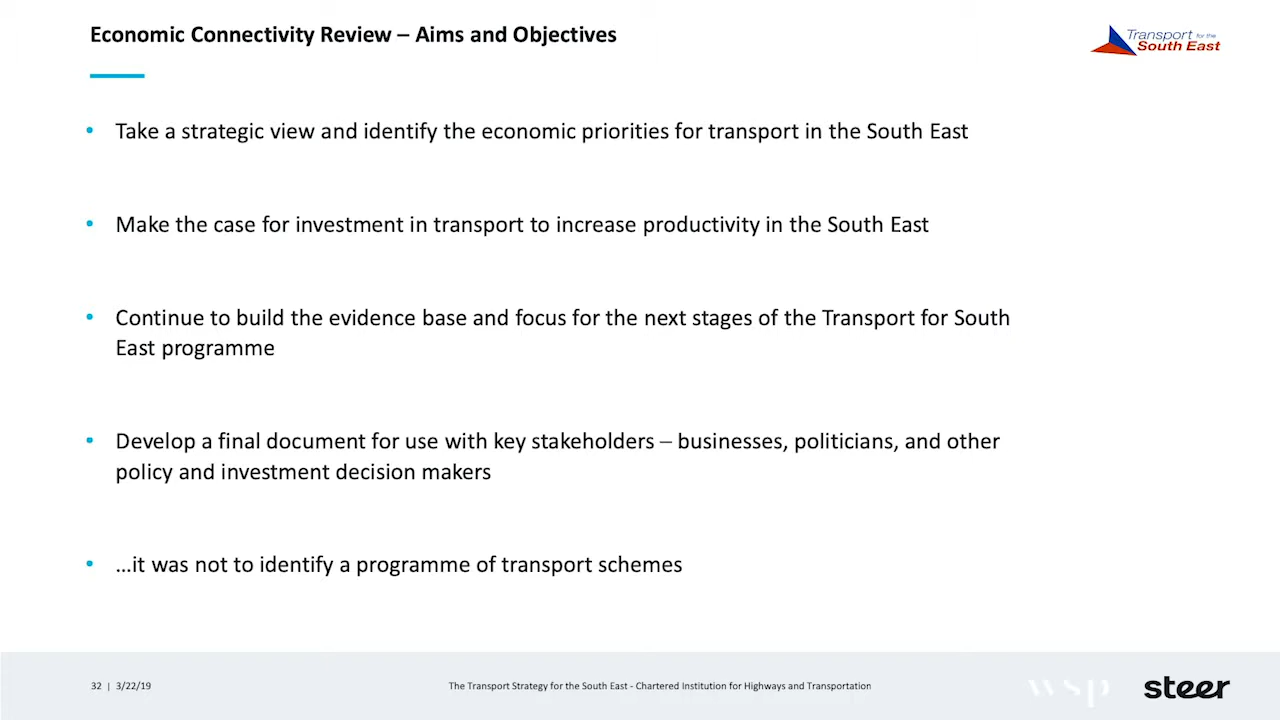 Economic Connectivity Review – Aims and Objectives
Transport for the
South East
• Take a strategic view and identify the economic priorities for transport in the South East
• Make the case for investment in transport to increase productivity in the South East
• Continue to build the evidence base and focus for the next stages of the Transport for South
East programme
• Develop a final document for use with key stakeholders – businesses, politicians, and other
policy and investment decision makers
• …it was not to identify a programme of transport schemes
32 | 3/22/19
The Transport Strategy for the South East - Chartered Institution for Highways and Transportation
wsp
steer